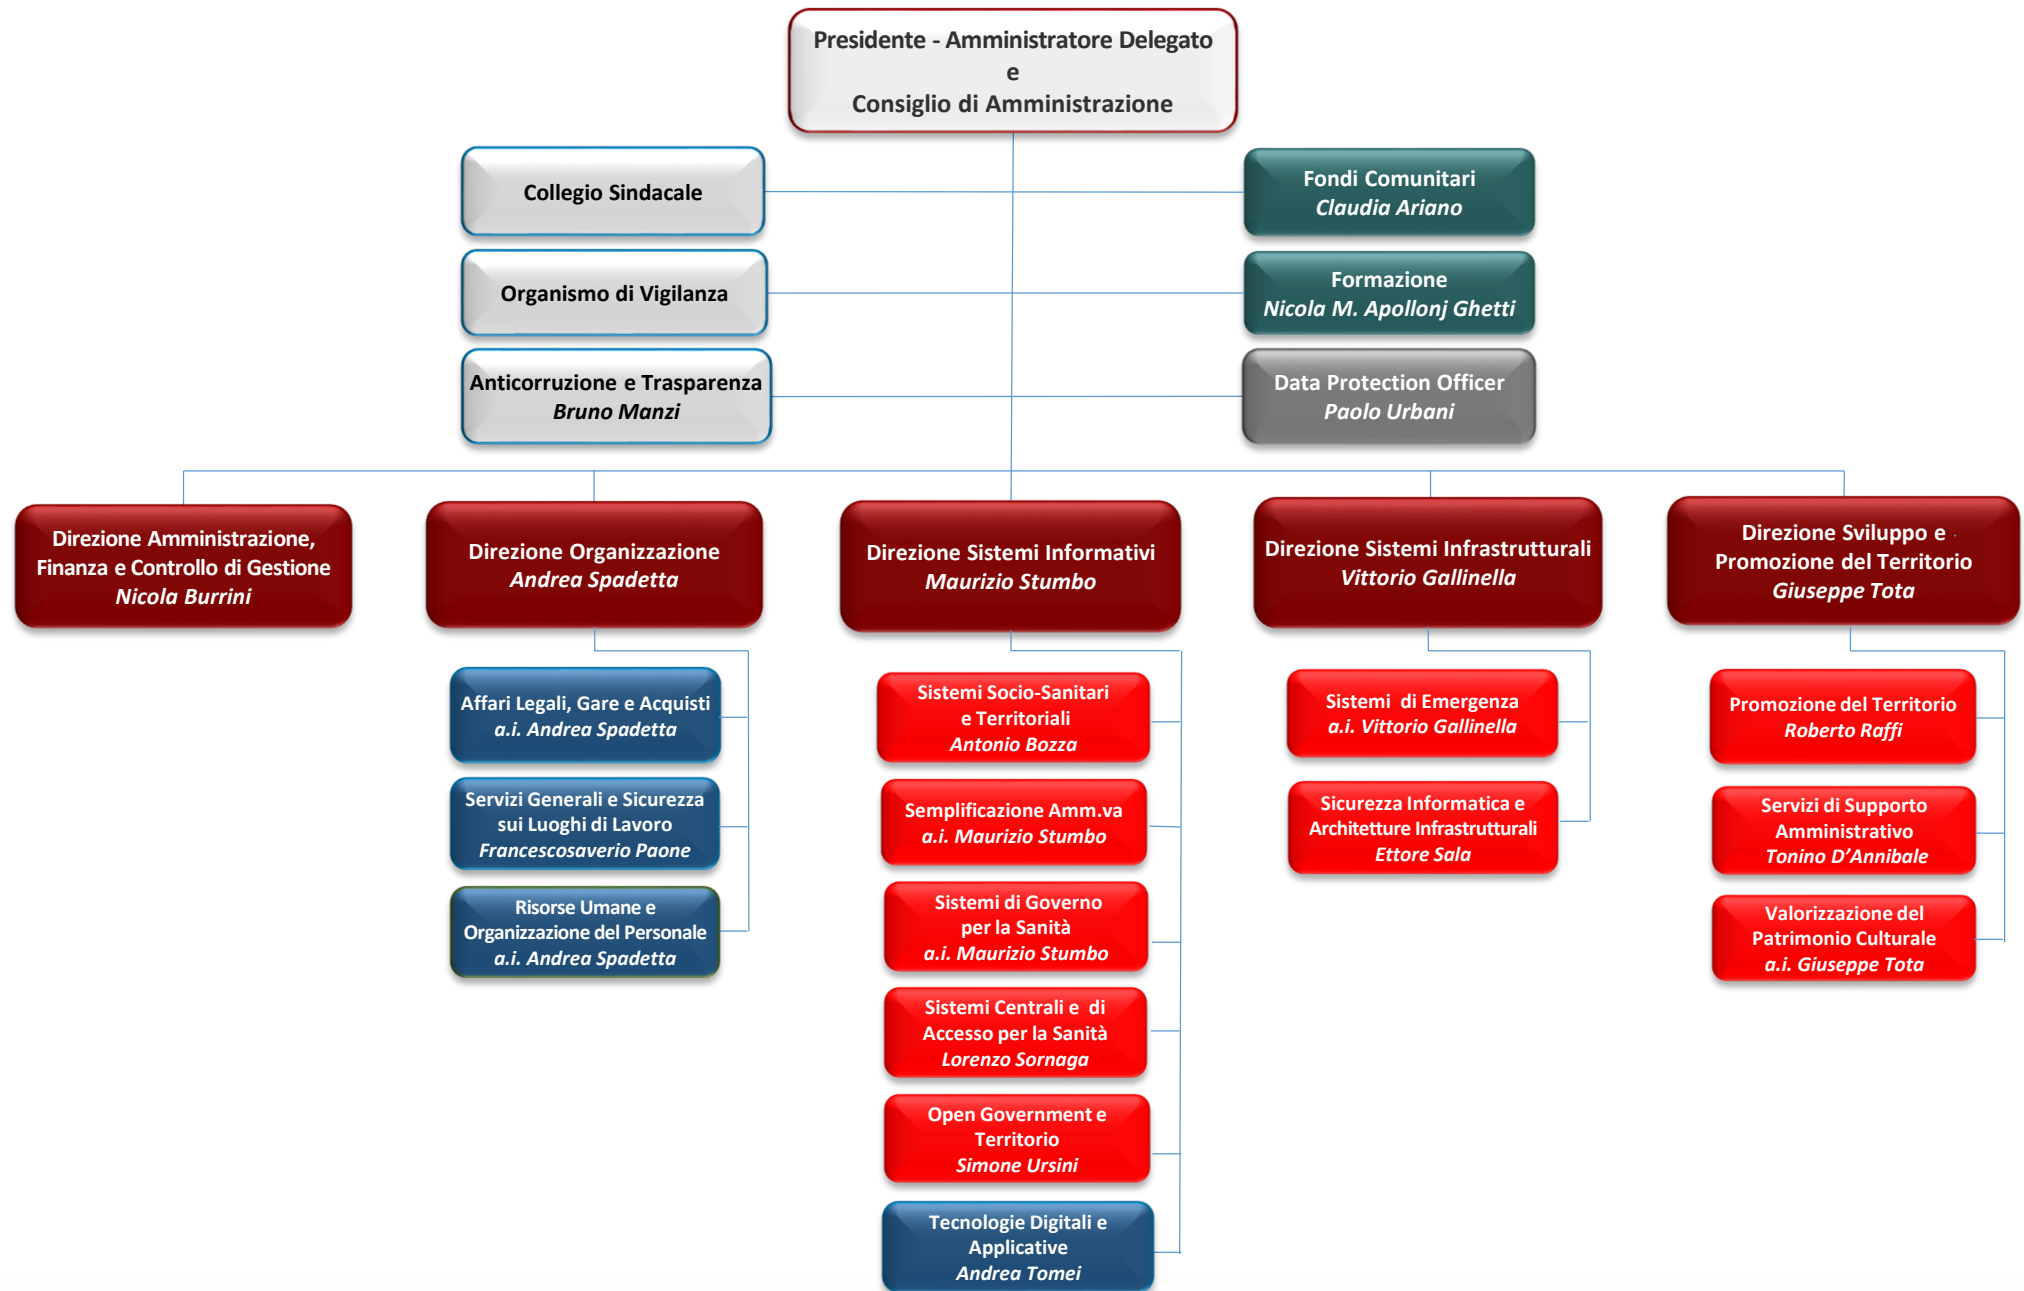 Presidente - Amministratore Delegato
e
Consiglio di Amministrazione
Collegio Sindacale
Fondi Comunitari
Claudia Ariano
Organismo di Vigilanza
Formazione
Nicola M. Apollonj Ghetti
Anticorruzione e Trasparenza
Bruno Manzi
Data Protection Officer
Paolo Urbani
Direzione Amministrazione,
Finanza e Controllo di Gestione
Nicola Burrini
Direzione Organizzazione
Andrea Spadetta
Direzione Sistemi Informativi
Maurizio Stumbo
Direzione Sistemi Infrastrutturali
Vittorio Gallinella
Direzione Sviluppo e
Promozione del Territorio
Giuseppe Tota
Affari Legali, Gare e Acquisti
a.i. Andrea Spadetta
Servizi Generali e Sicurezza
sui Luoghi di Lavoro
Francescosaverio Paone
Risorse Umane e
Organizzazione del Personale
a.i. Andrea Spadetta
Sistemi Socio-Sanitari
e Territoriali
Antonio Bozza
Semplificazione Amm.va
a.i. Maurizio Stumbo
Sistemi di Governo
per la Sanità
a.i. Maurizio Stumbo
Sistemi Centrali e di
Accesso per la Sanità
Lorenzo Sornaga
Open Government e
Territorio
Simone Ursini
Tecnologie Digitali e
Applicative
Andrea Tomei
Sistemi di Emergenza
a.i. Vittorio Gallinella
Sicurezza Informatica e
Architetture Infrastrutturali
Ettore Sala
Promozione del Territorio
Roberto Raffi
Servizi di Supporto
Amministrativo
Tonino D'Annibale
Valorizzazione del
Patrimonio Culturale
a.i. Giuseppe Tota